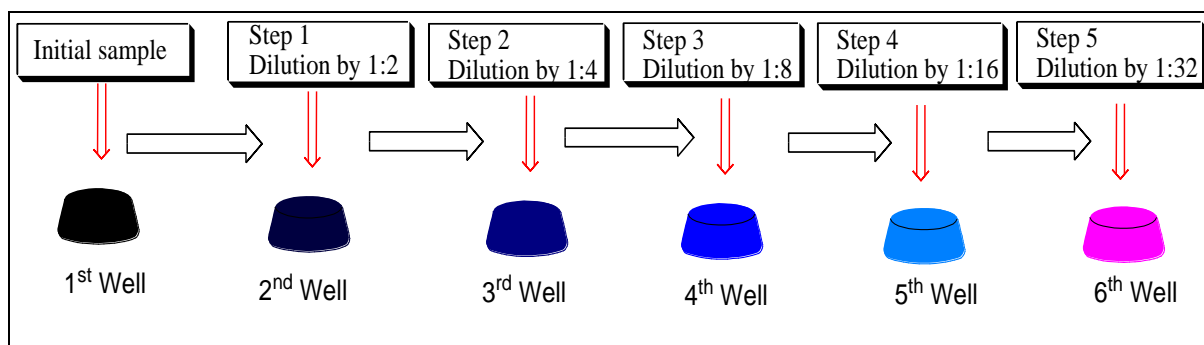 Initial sample
Step 1
Dilution by 1:2
Step 2
Dilution by 1:4
Step 3
Dilution by 1:8
Step 4
Dilution by 1:16
Step 5
Dilution by 1:32
1st Well
2nd Well
3rd Well
4th Well
5th Well
6th Well